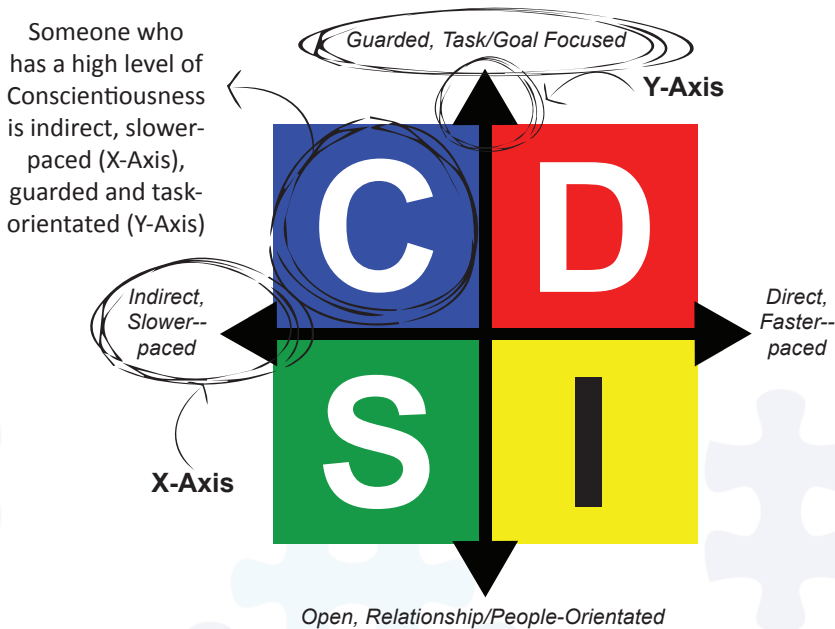 Someone who
has a high level of
Conscientiousness
is indirect, slower-
paced (X-Axis),
guarded and task-
orientated (Y-Axis)
Guarded, Task/Goal Focused
Y-Axis
C
D
Indirect,
Slower--
paced
Direct,
Faster--
paced
S
I
X-Axis
Open, Relationship/People-Orientated